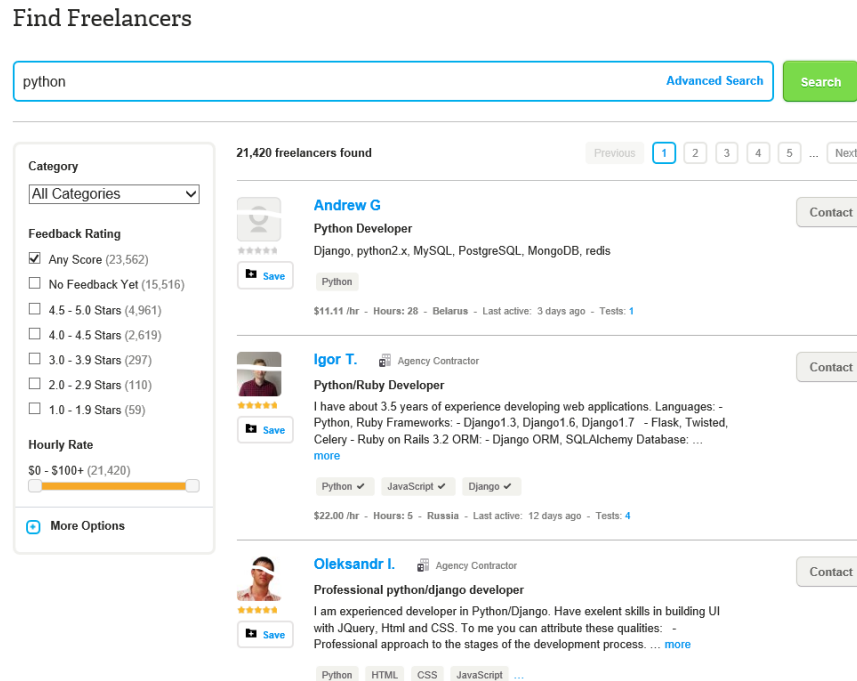 Find Freelancers
python
Advanced Search
Search
Category
All Categories
Feedback Rating
Any Score (23,562)
No Feedback Yet (15,516)
4.5 - 5.0 Stars (4,961)
4.0 - 4.5 Stars (2,619)
3.0 - 3.9 Stars (297)
2.0 - 2.9 Stars (110)
1.0 - 1.9 Stars (59)
Hourly Rate
$0 - $100+ (21,420)
More Options
21,420 freelancers found
Previous 1 2 3 4 5 ... Next
Andrew G
Contact
Python Developer
Django, python2.x, MySQL, PostgreSQL, MongoDB, redis
Save
Python
$11.11 /hr - Hours: 28 - Belarus - Last active: 3 days ago - Tests: 1
Igor T. Agency Contractor
Contact
Python/Ruby Developer
I have about 3.5 years of experience developing web applications. Languages: -
Python, Ruby Frameworks: - Django1.3, Django1.6, Django1.7 - Flask, Twisted,
Celery - Ruby on Rails 3.2 ORM: - Django ORM, SQLAlchemy Database: ...
more
Save
Python JavaScript Django
$22.00 /hr - Hours: 5 - Russia - Last active: 12 days ago - Tests: 4
Oleksandr I. Agency Contractor
Contact
Professional python/django developer
I am experienced developer in Python/Django. Have exelent skills in building UI
with JQuery, Html and CSS. To me you can attribute these qualities: -
Professional approach to the stages of the development process. ... more
Save
Python HTML CSS JavaScript ...